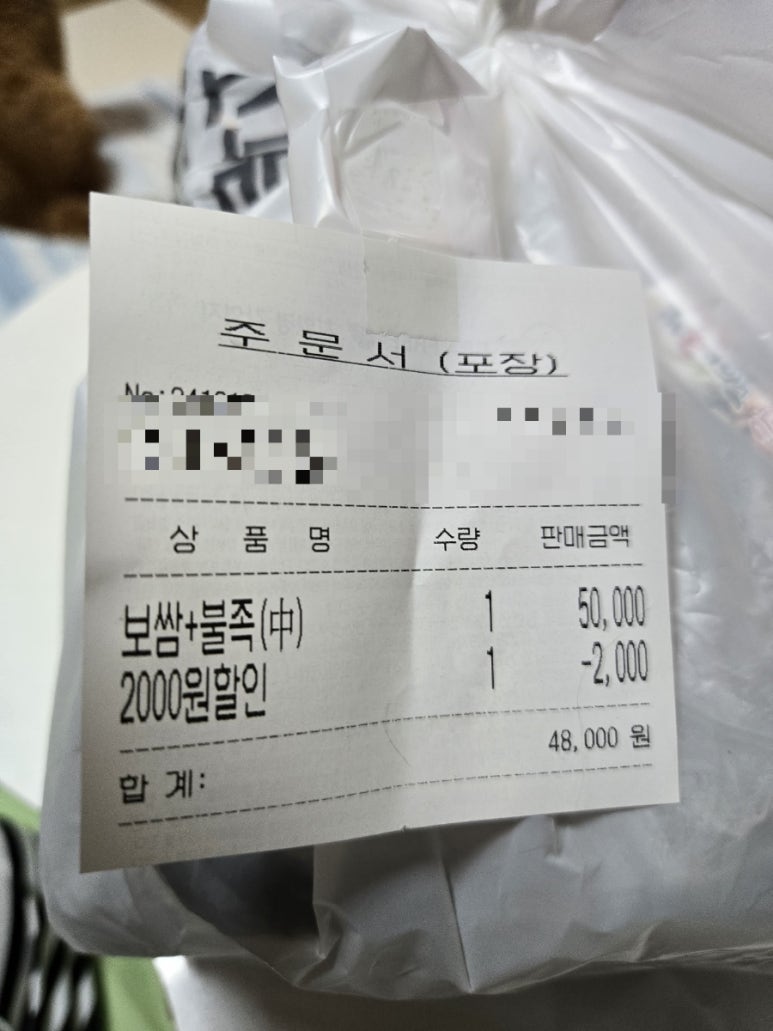 주 문 서 (포장)
No:
상 품 명 수량 판매금액
보쌈+불족(中) 1 50,000
2000원할인 1 -2,000
48,000 원
합 계: